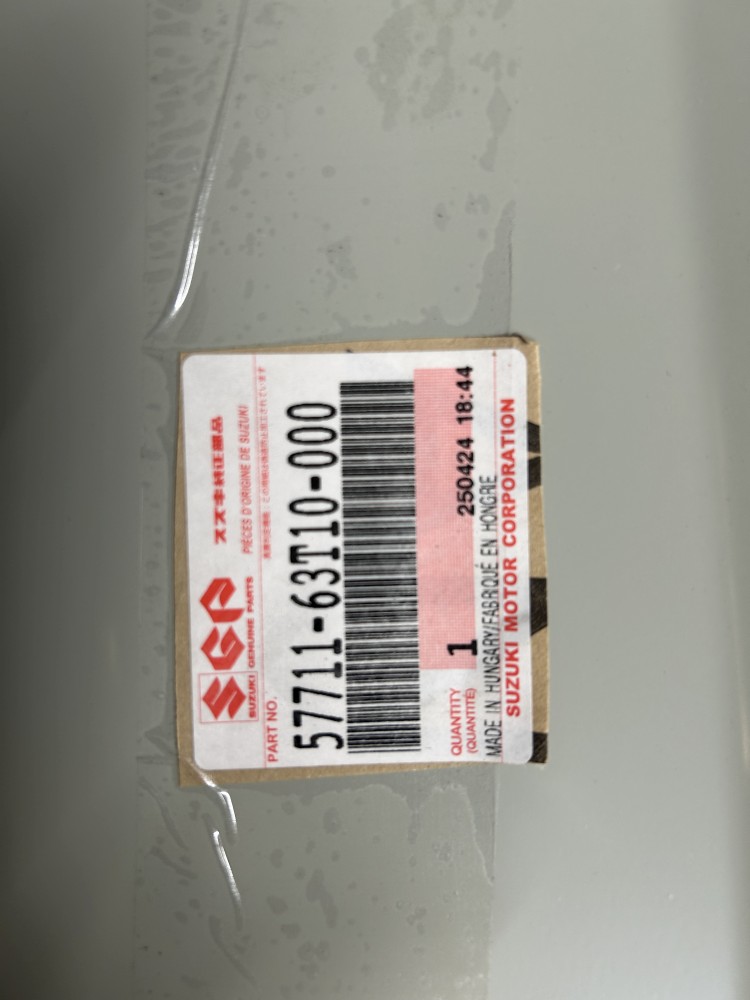 SGP
SUZUKI GENUINE PARTS
スズキ純正部品
PIÈCES D'ORIGINE DE SUZUKI
PART NO.
57711-63T10-000
QUANTITY
(QUANTITÉ)
1
250424 18:44
MADE IN HUNGARY/FABRIQUÉ EN HONGRIE
SUZUKI MOTOR CORPORATION